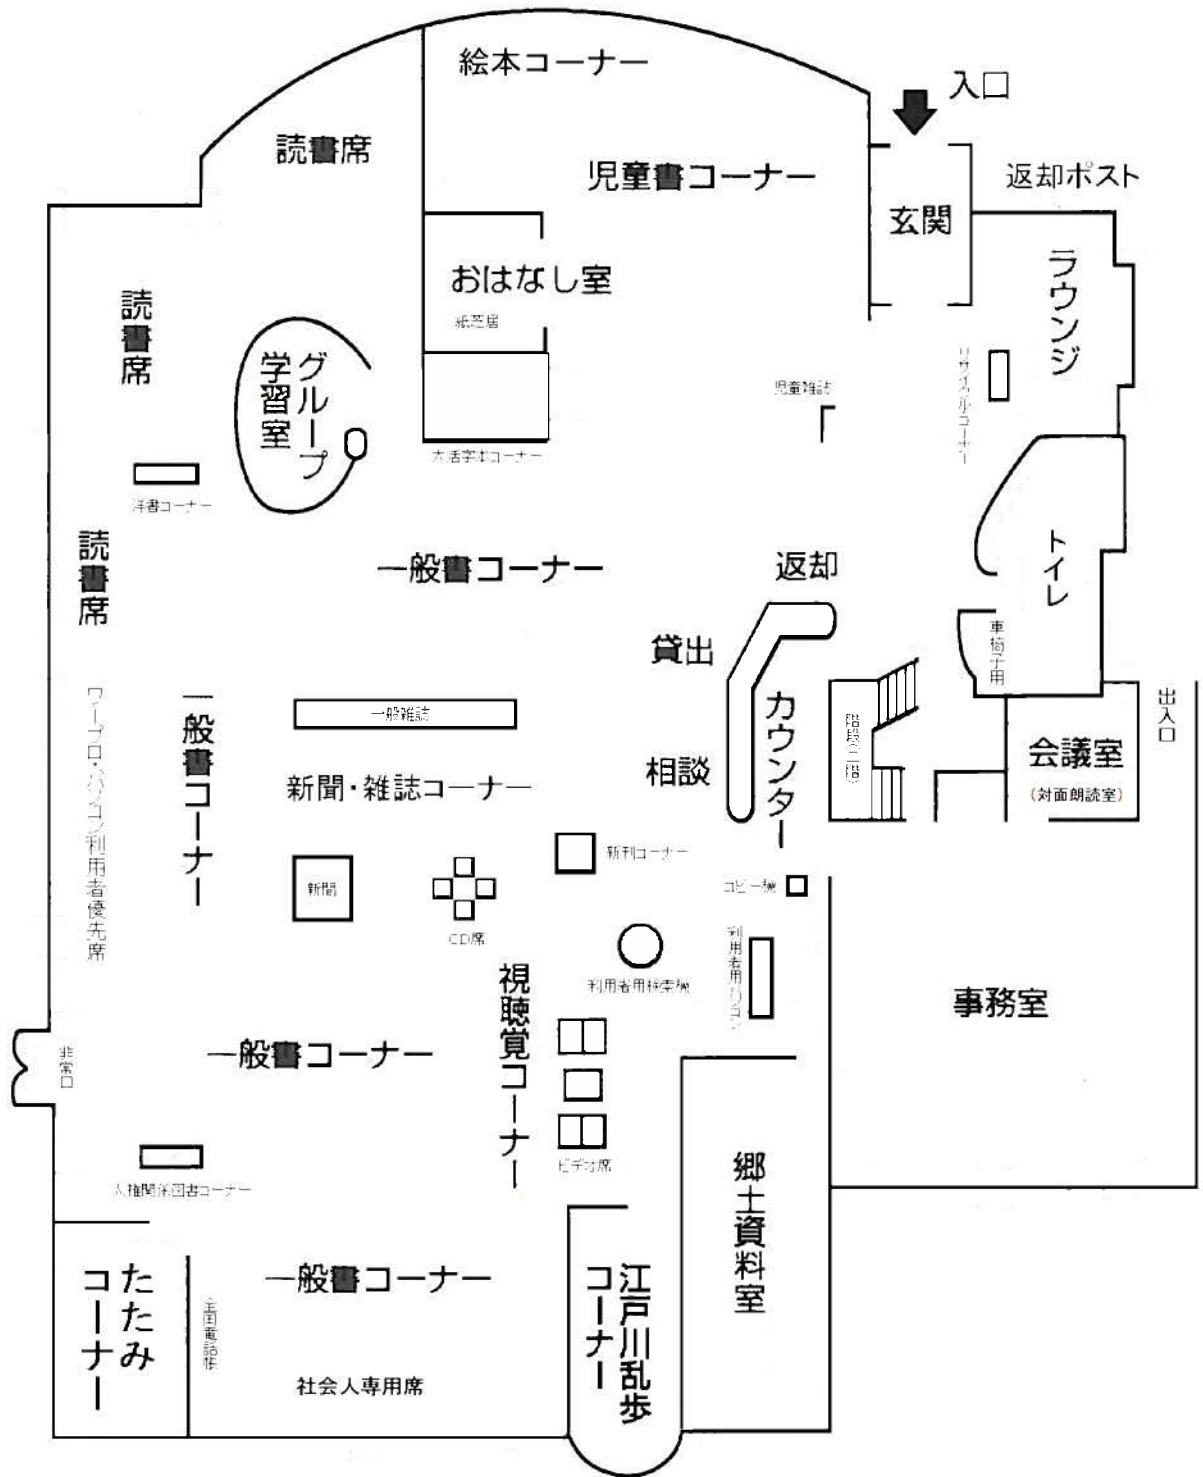 絵本コーナー
入口
読書席
児童書コーナー
返却ポスト
玄関
おはなし室
紙芝居
ラウンジ
読書席
グループ
学習室
児童雑誌
リサイクルコーナー
大活字本コーナー
洋書コーナー
読書席
一般書コーナー
返却
トイレ
貸出
車椅子用
ワープロ・パソコン利用者優先席
一般書コーナー
一般雑誌
カウンター
階段(二階)
出入口
会議室
(対面朗読室)
相談
新聞・雑誌コーナー
新刊コーナー
新聞
CD席
コピー機
利用者用検索機
利用者用パソコン
視聴覚コーナー
事務室
非常口
一般書コーナー
ビデオ席
人権関係図書コーナー
郷土資料室
たたみ
コーナー
全国電話帳
一般書コーナー
社会人専用席
江戸川乱歩
コーナー